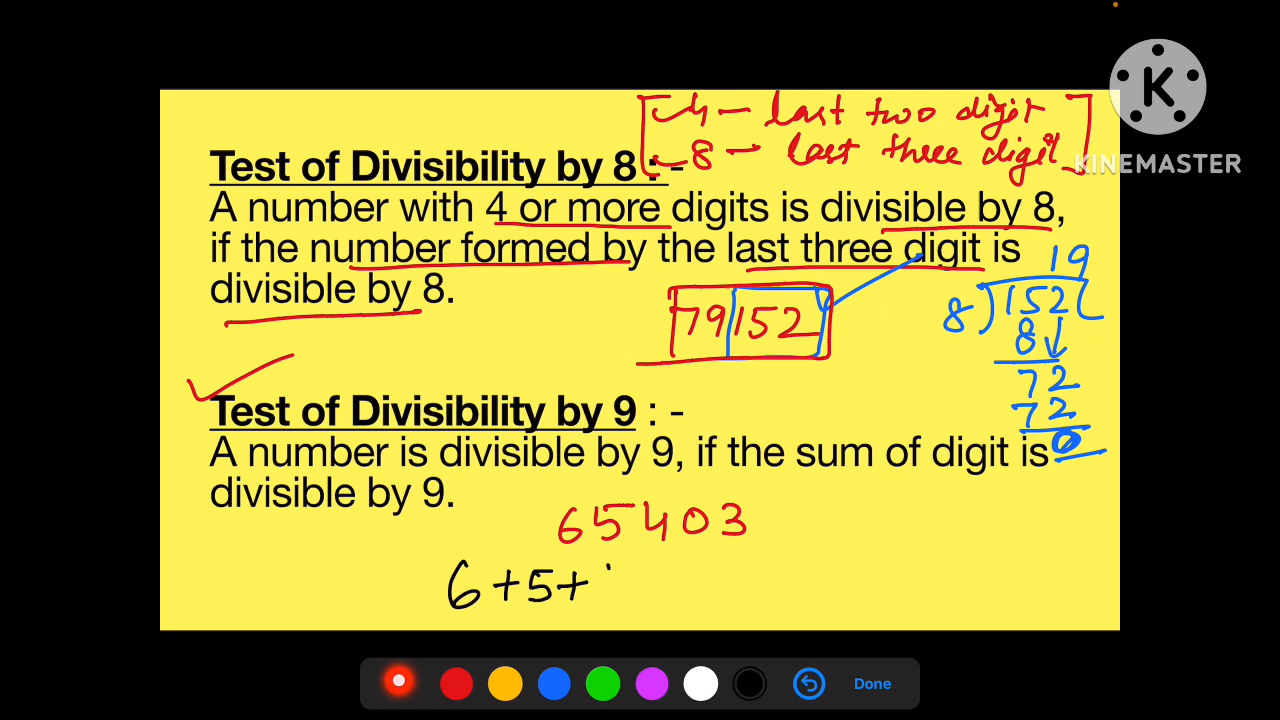 4 - last two digit
8 - last three digit
K
KINEMASTER
Test of Divisibility by 8 : -
A number with 4 or more digits is divisible by 8,
if the number formed by the last three digit is
divisible by 8.
79152
19
8)152(
8
72
72
0
Test of Divisibility by 9 : -
A number is divisible by 9, if the sum of digit is
divisible by 9.
65403
6+5+
Done